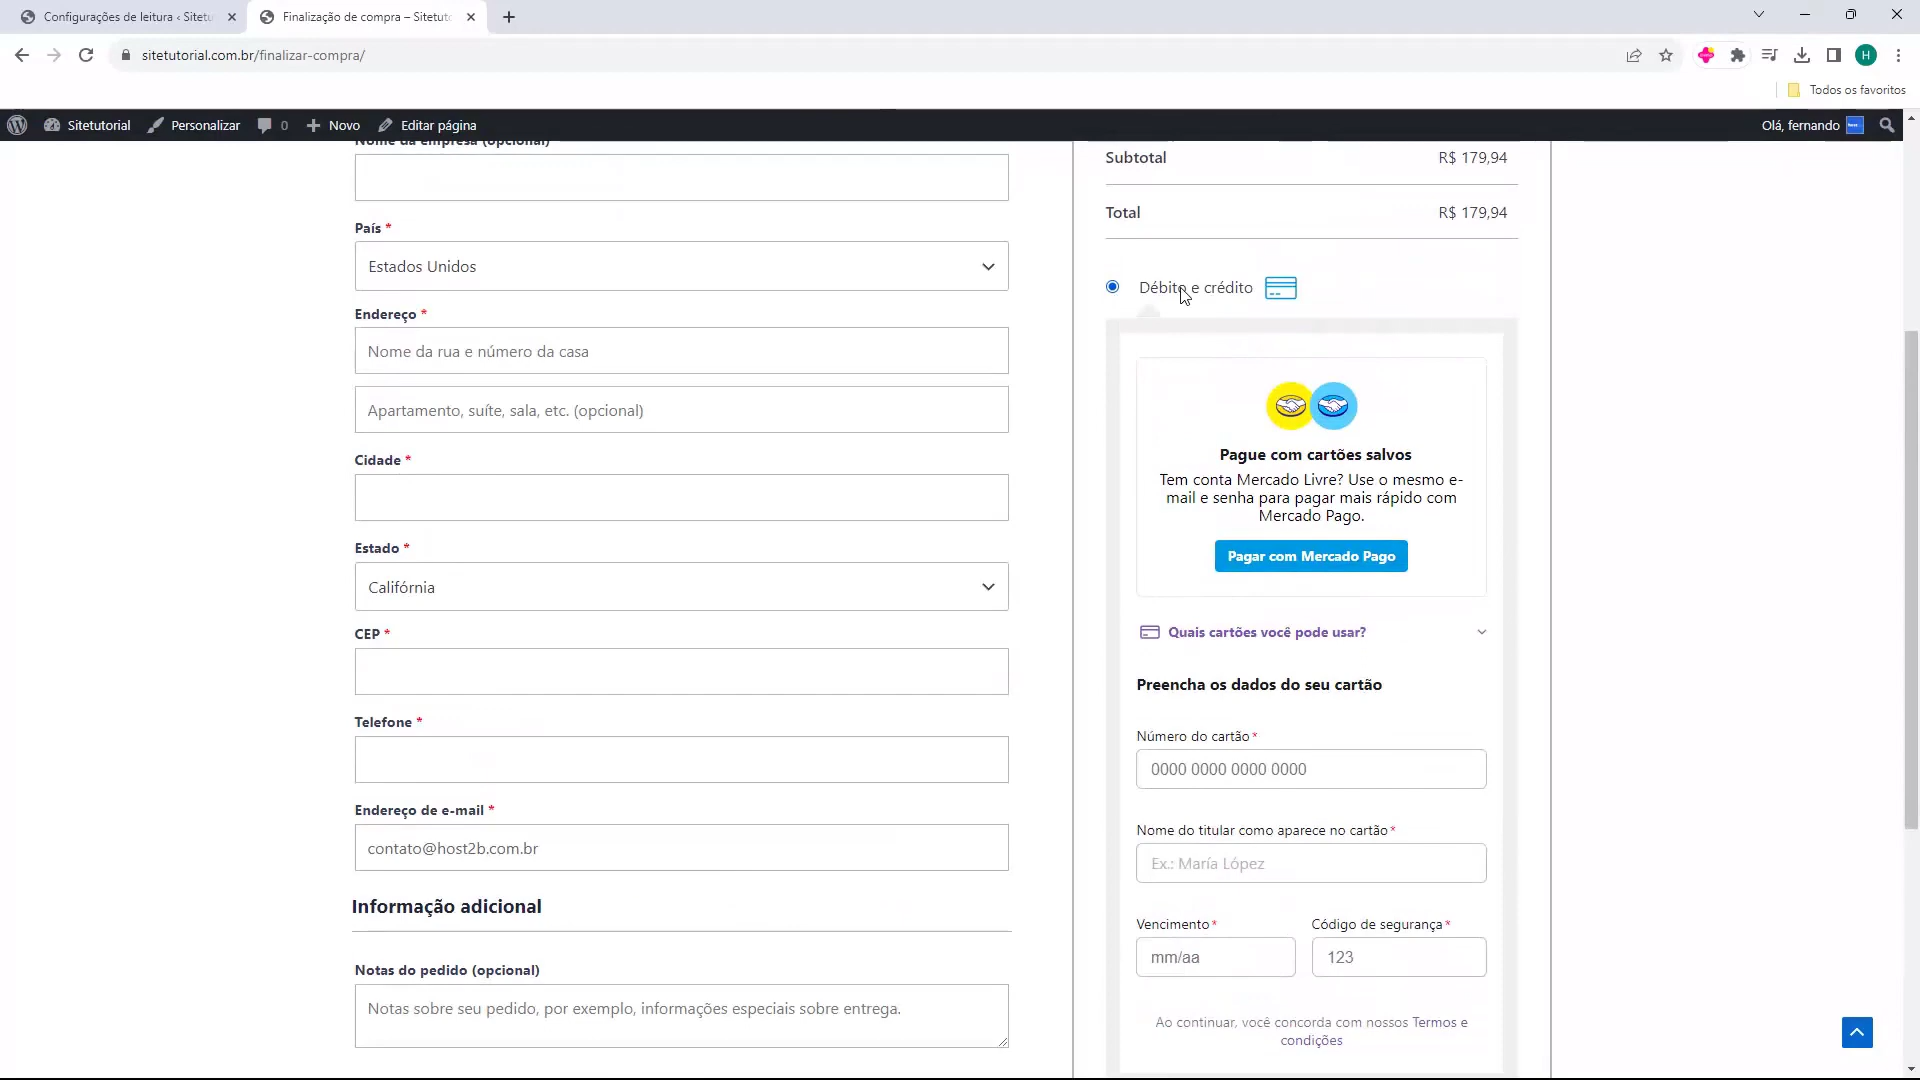 Configurações de leitura ‹ Sitetu
Finalização de compra – Sitetuto
sitetutorial.com.br/finalizar-compra/
H
Todos os favoritos
Sitetutorial
Personalizar
0
Novo
Editar página
Olá, fernando
Nome da empresa (opcional)
País *
Estados Unidos
Endereço *
Nome da rua e número da casa
Apartamento, suíte, sala, etc. (opcional)
Cidade *
Estado *
Califórnia
CEP *
Telefone *
Endereço de e-mail *
contato@host2b.com.br
Informação adicional
Notas do pedido (opcional)
Notas sobre seu pedido, por exemplo, informações especiais sobre entrega.
Subtotal R$ 179,94
Total R$ 179,94
Débito e crédito
Pague com cartões salvos
Tem conta Mercado Livre? Use o mesmo e-
mail e senha para pagar mais rápido com
Mercado Pago.
Pagar com Mercado Pago
Quais cartões você pode usar?
Preencha os dados do seu cartão
Número do cartão*
0000 0000 0000 0000
Nome do titular como aparece no cartão*
Ex.: María López
Vencimento* Código de segurança*
mm/aa 123
Ao continuar, você concorda com nossos Termos e
condições